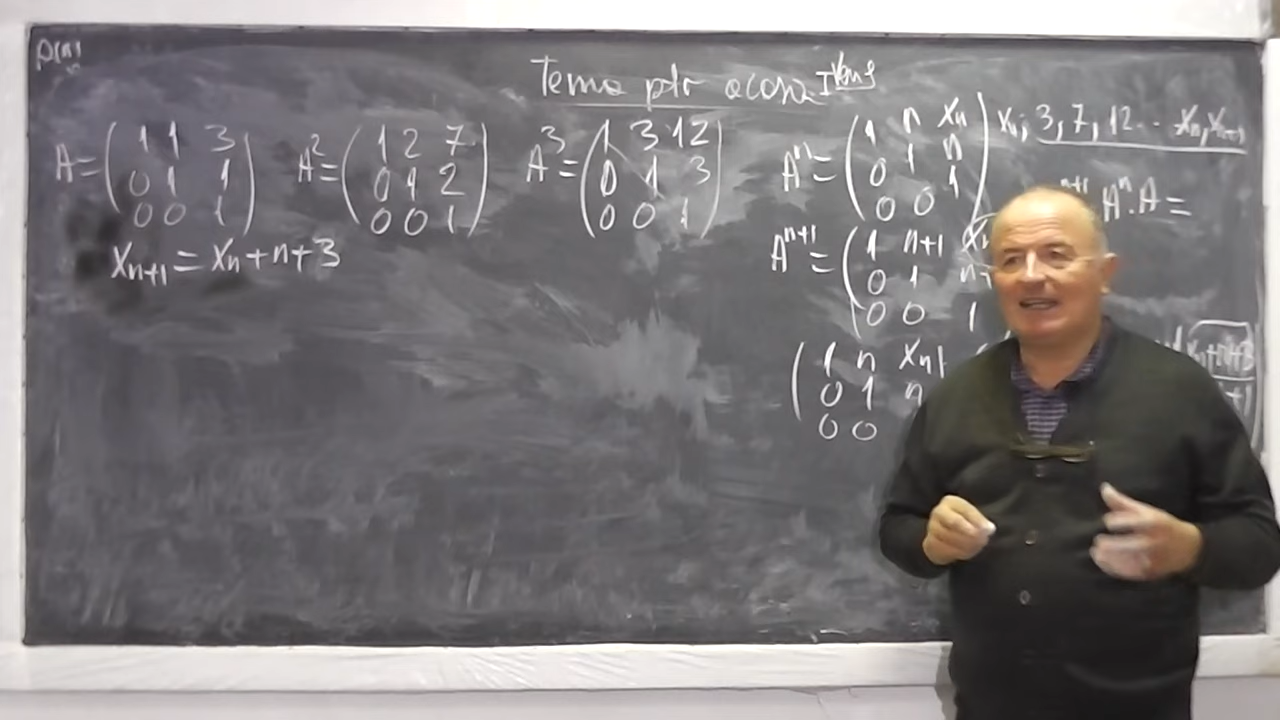 P(n)
Tema ptr acasa
A = ( 1 1 3 A² = ( 1 2 7 A³ = ( 1 3 12
0 1 1 0 1 2 0 1 3
0 0 1 ) 0 0 1 ) 0 0 1 )
xₙ₊₁ = xₙ + n + 3
Aⁿ = ( 1 n xₙ
0 1 n
0 0 1 )
xₙ; 3, 7, 12 .. xₙ, xₙ₊₁
Aⁿ . A =
Aⁿ⁺¹ = ( 1 n+1
0 1
0 0 1
( 1 n xₙ
0 1 n
0 0
xₙ+n+3